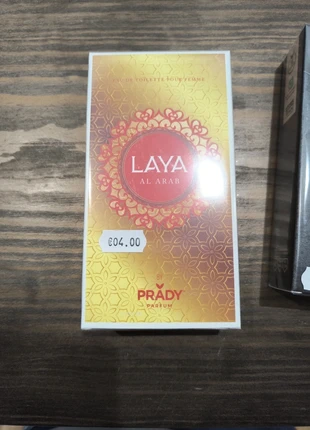 EAU DE TOILETTE POUR FEMME
LAYA
AL ARAB
€04.00
PRADY
PARFUM